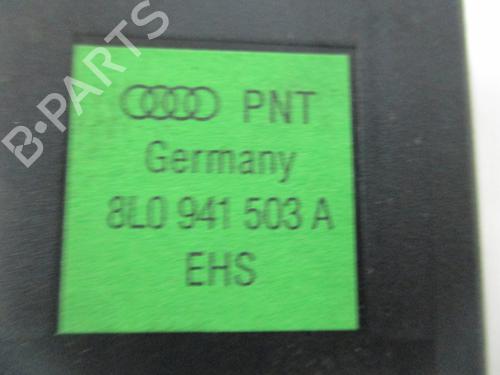 B-PARTS
PNT
Germany
8L0 941 503 A
EHS